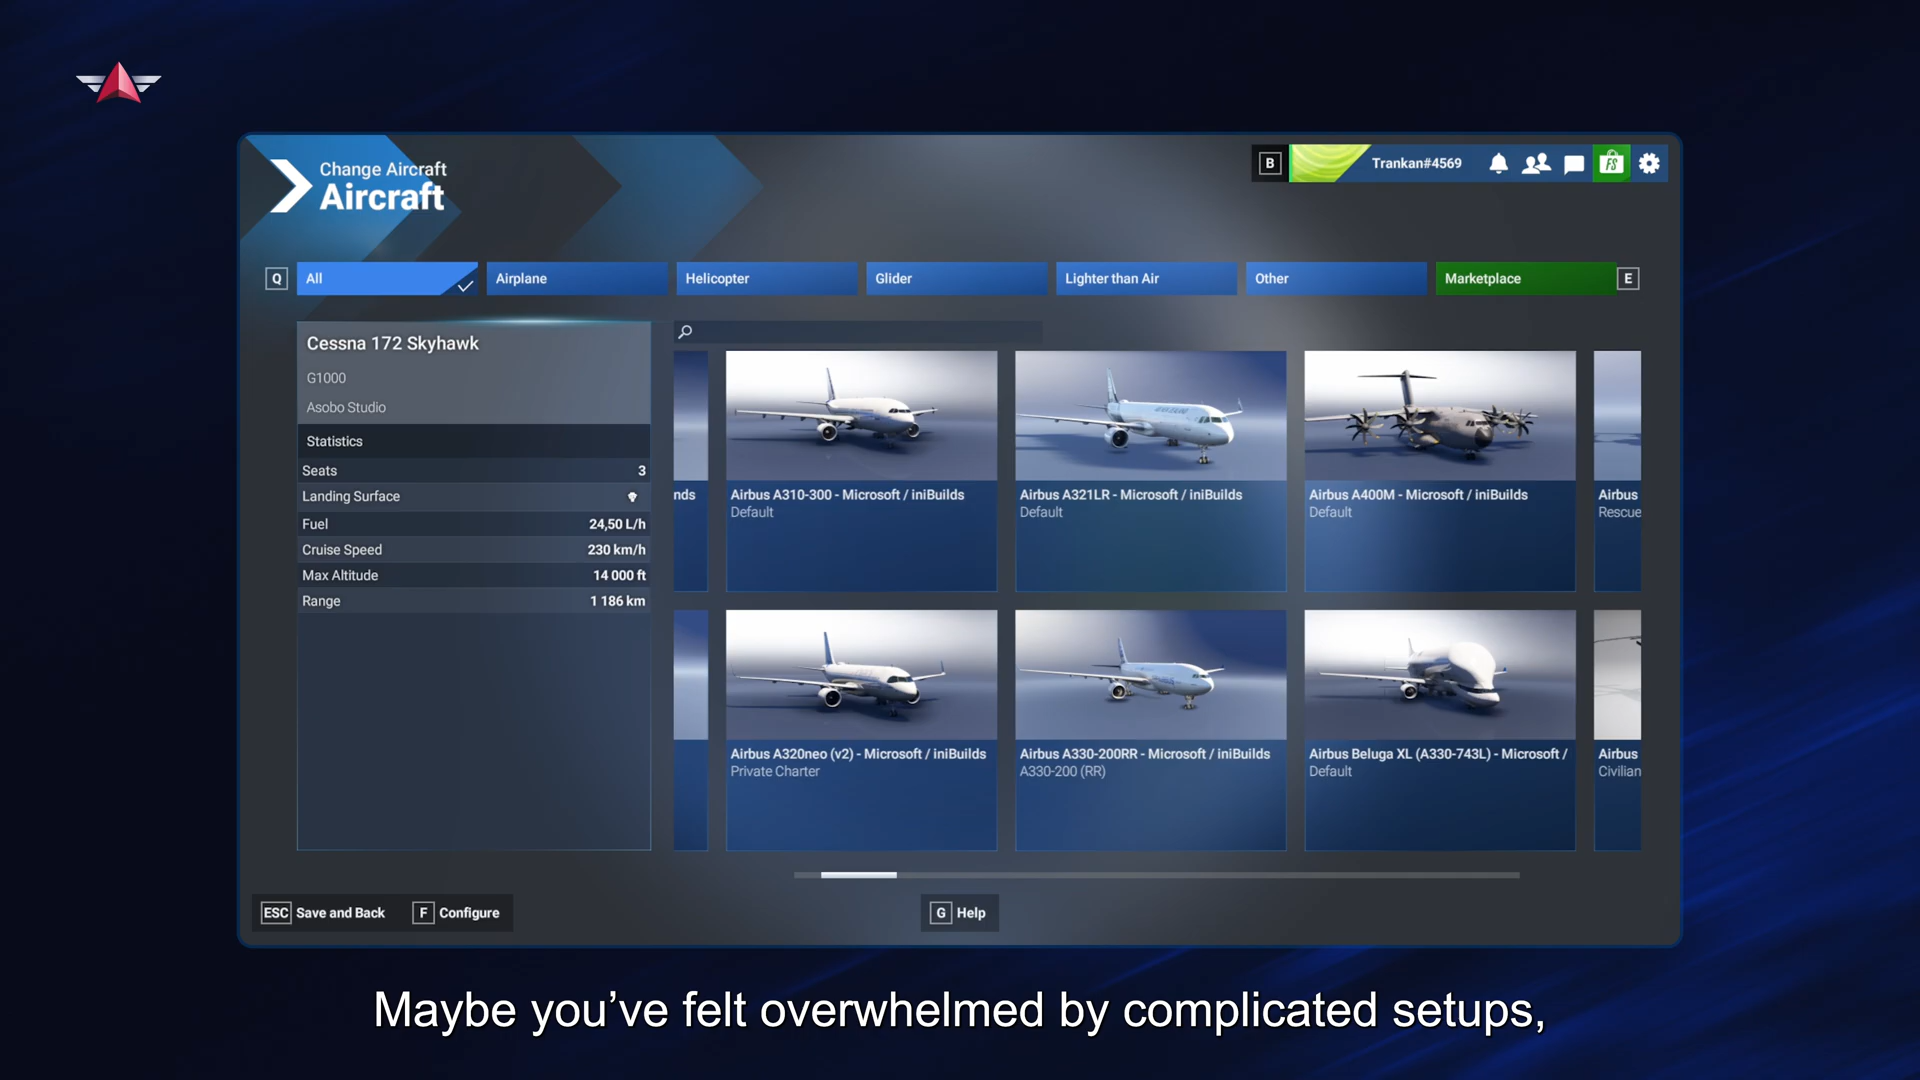 Change Aircraft
Aircraft
B
Trankan#4569
FS
Q
All
Airplane
Helicopter
Glider
Lighter than Air
Other
Marketplace
E
Cessna 172 Skyhawk
G1000
Asobo Studio
Statistics
Seats 3
Landing Surface
Fuel 24,50 L/h
Cruise Speed 230 km/h
Max Altitude 14 000 ft
Range 1 186 km
nds
Airbus A310-300 - Microsoft / iniBuilds
Default
Airbus A321LR - Microsoft / iniBuilds
Default
Airbus A400M - Microsoft / iniBuilds
Default
Airbus
Rescue
Airbus A320neo (v2) - Microsoft / iniBuilds
Private Charter
Airbus A330-200RR - Microsoft / iniBuilds
A330-200 (RR)
Airbus Beluga XL (A330-743L) - Microsoft /
Default
Airbus
Civilian
ESC Save and Back
F Configure
G Help
Maybe you’ve felt overwhelmed by complicated setups,